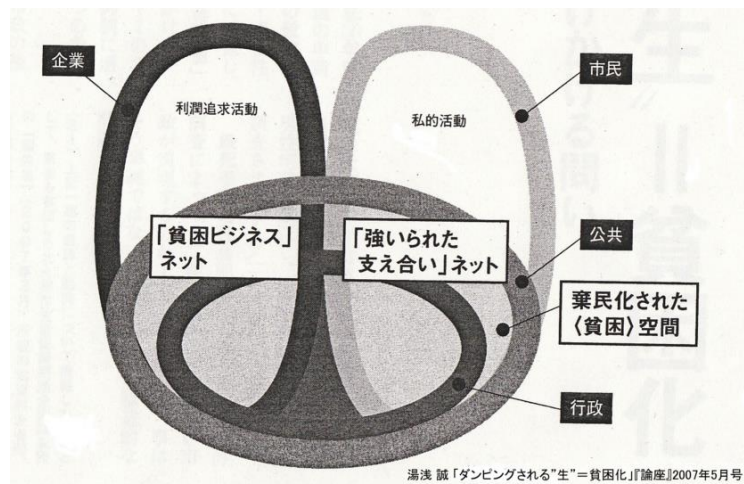 企業
利潤追求活動
私的活動
市民
「貧困ビジネス」
ネット
「強いられた
支え合い」ネット
公共
棄民化された
〈貧困〉空間
行政
湯浅 誠「ダンピングされる”生”=貧困化」『論座』2007年5月号